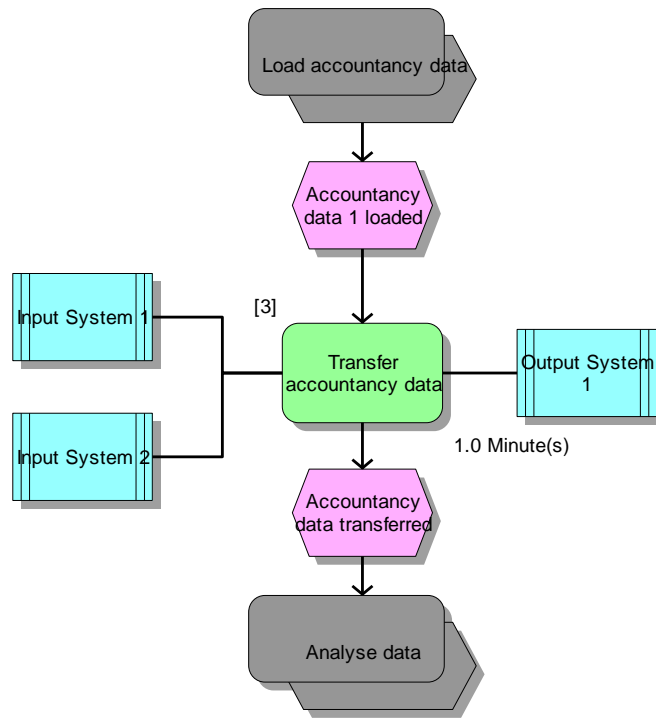 Load accountancy data
Accountancy
data 1 loaded
[3]
Input System 1
Transfer
accountancy data
Output System
1
1.0 Minute(s)
Input System 2
Accountancy
data transferred
Analyse data